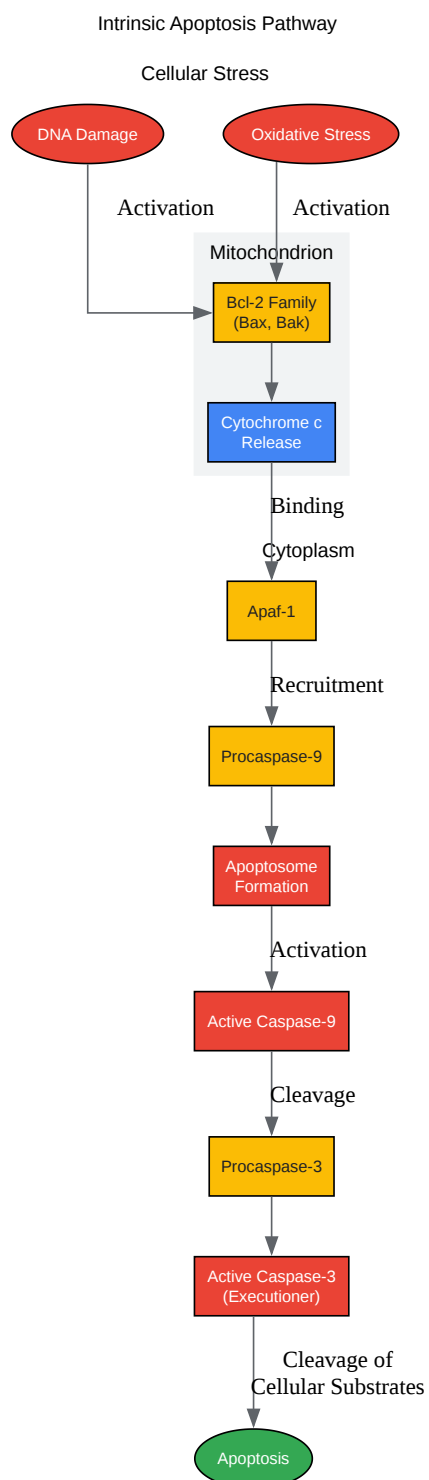 Intrinsic Apoptosis Pathway
Cellular Stress
DNA Damage
Oxidative Stress
Activation
Activation
Mitochondrion
Bcl-2 Family
(Bax, Bak)
Cytochrome c
Release
Binding
Cytoplasm
Apaf-1
Recruitment
Procaspase-9
Apoptosome
Formation
Activation
Active Caspase-9
Cleavage
Procaspase-3
Active Caspase-3
(Executioner)
Cleavage of
Cellular Substrates
Apoptosis